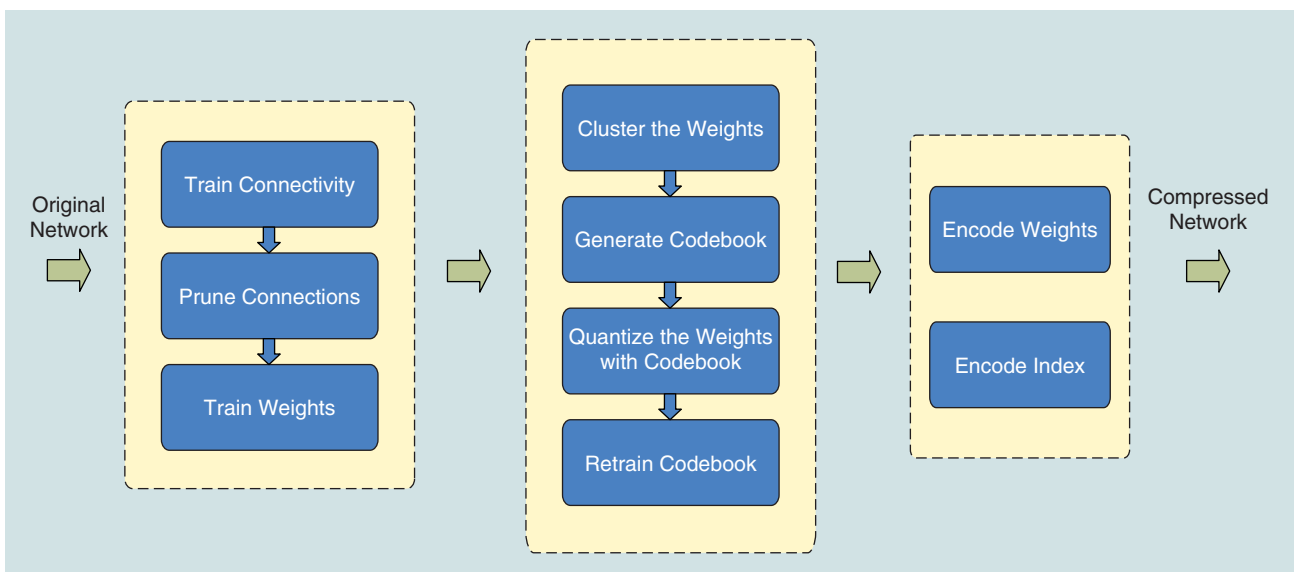 Original
Network
Train Connectivity
Prune Connections
Train Weights
Cluster the Weights
Generate Codebook
Quantize the Weights
with Codebook
Retrain Codebook
Encode Weights
Encode Index
Compressed
Network